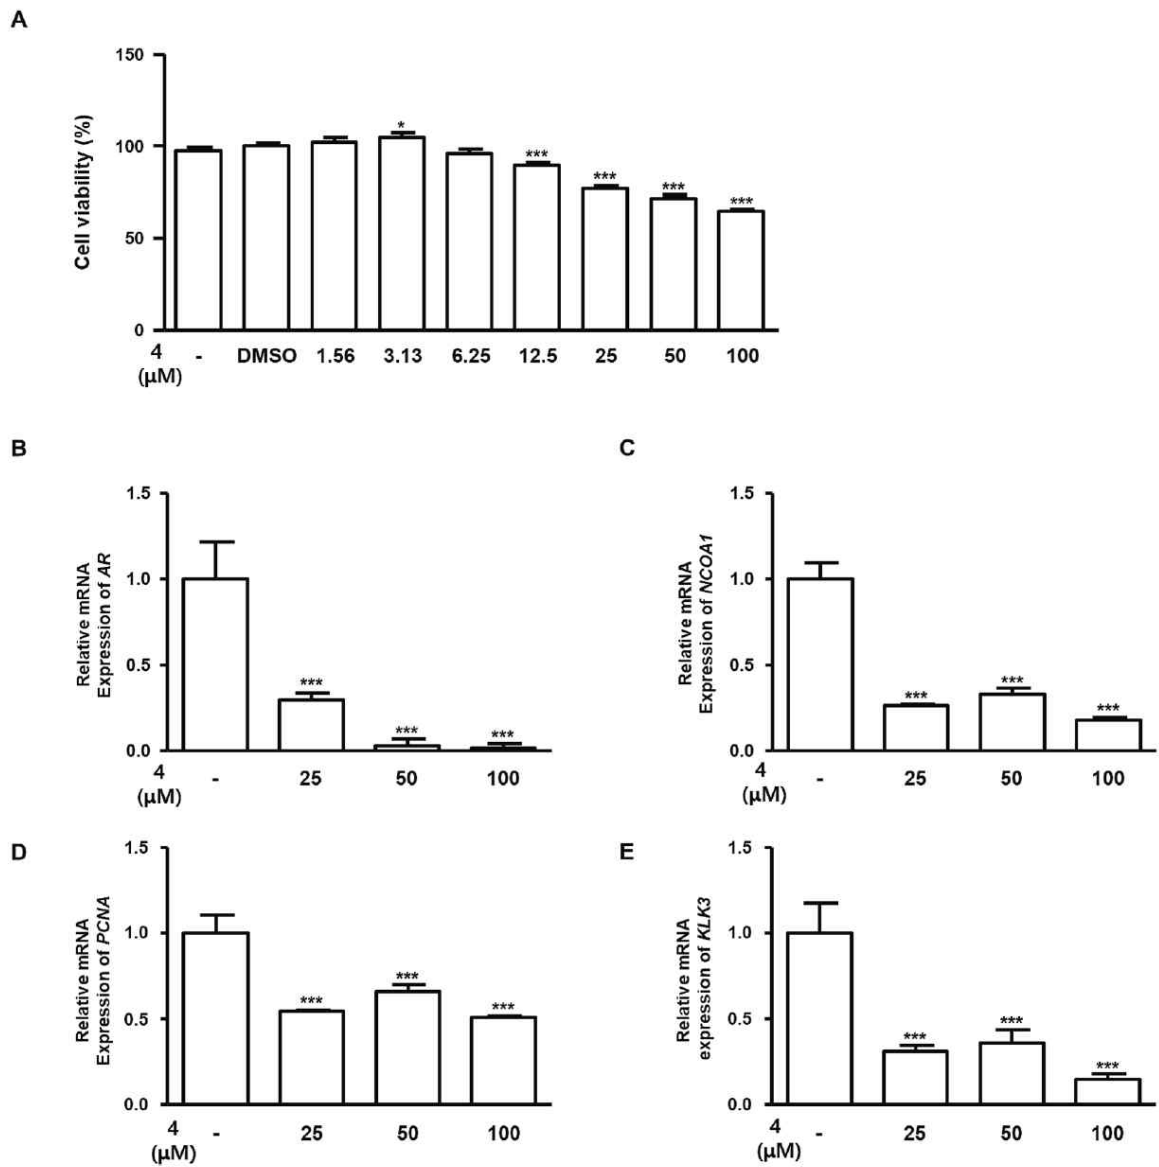 A
Cell viability (%)
150
100
50
0
*
***
***
***
***
4
(μM)
- DMSO 1.56 3.13 6.25 12.5 25 50 100
B
Relative mRNA
Expression of AR
1.5
1.0
0.5
0.0
***
***
***
4
(μM)
- 25 50 100
C
Relative mRNA
Expression of NCOA1
1.5
1.0
0.5
0.0
***
***
***
4
(μM)
- 25 50 100
D
Relative mRNA
Expression of PCNA
1.5
1.0
0.5
0.0
***
***
***
4
(μM)
- 25 50 100
E
Relative mRNA
expression of KLK3
1.5
1.0
0.5
0.0
***
***
***
4
(μM)
- 25 50 100